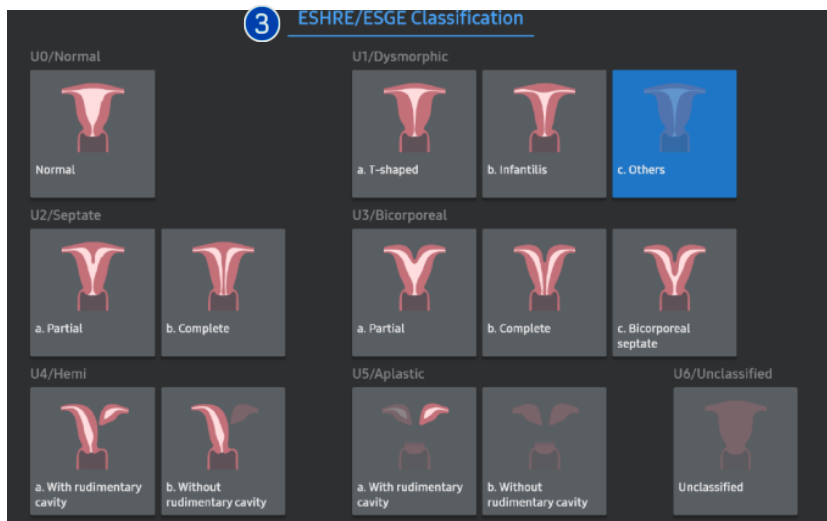 3
ESHRE/ESGE Classification
U0/Normal
U1/Dysmorphic
Normal
a. T-shaped
b. Infantilis
c. Others
U2/Septate
U3/Bicorporeal
a. Partial
b. Complete
a. Partial
b. Complete
c. Bicorporeal
septate
U4/Hemi
U5/Aplastic
U6/Unclassified
a. With rudimentary
cavity
b. Without
rudimentary cavity
a. With rudimentary
cavity
b. Without
rudimentary cavity
Unclassified